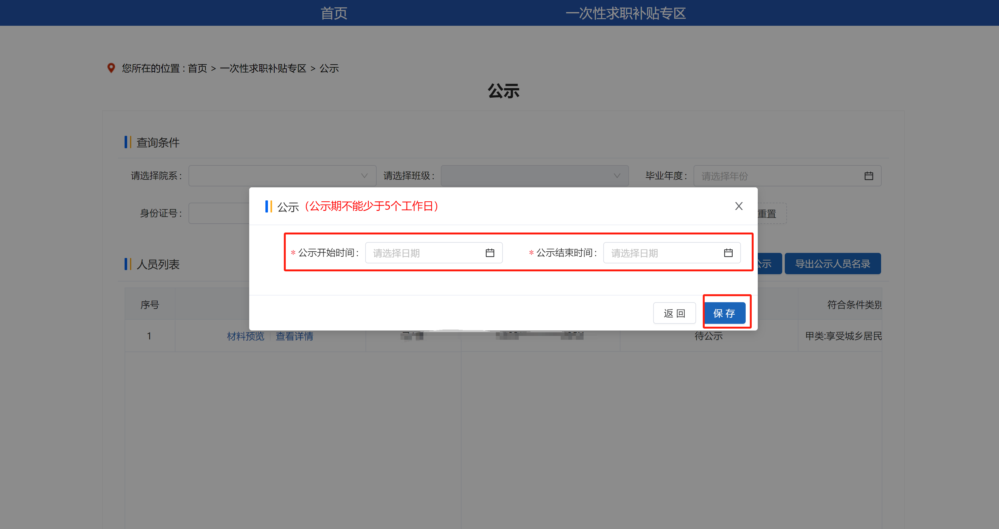 首页 一次性求职补贴专区
您所在的位置 : 首页 > 一次性求职补贴专区 > 公示
公示
查询条件
请选择院系 : 请选择班级 : 毕业年度 : 请选择年份
公示（公示期不能少于5个工作日）
身份证号 : 重置
* 公示开始时间 : 请选择日期 * 公示结束时间 : 请选择日期
人员列表 公示 导出公示人员名录
序号 符合条件类别
返 回 保 存
1 材料预览 查看详情 待公示 甲类:享受城乡居民